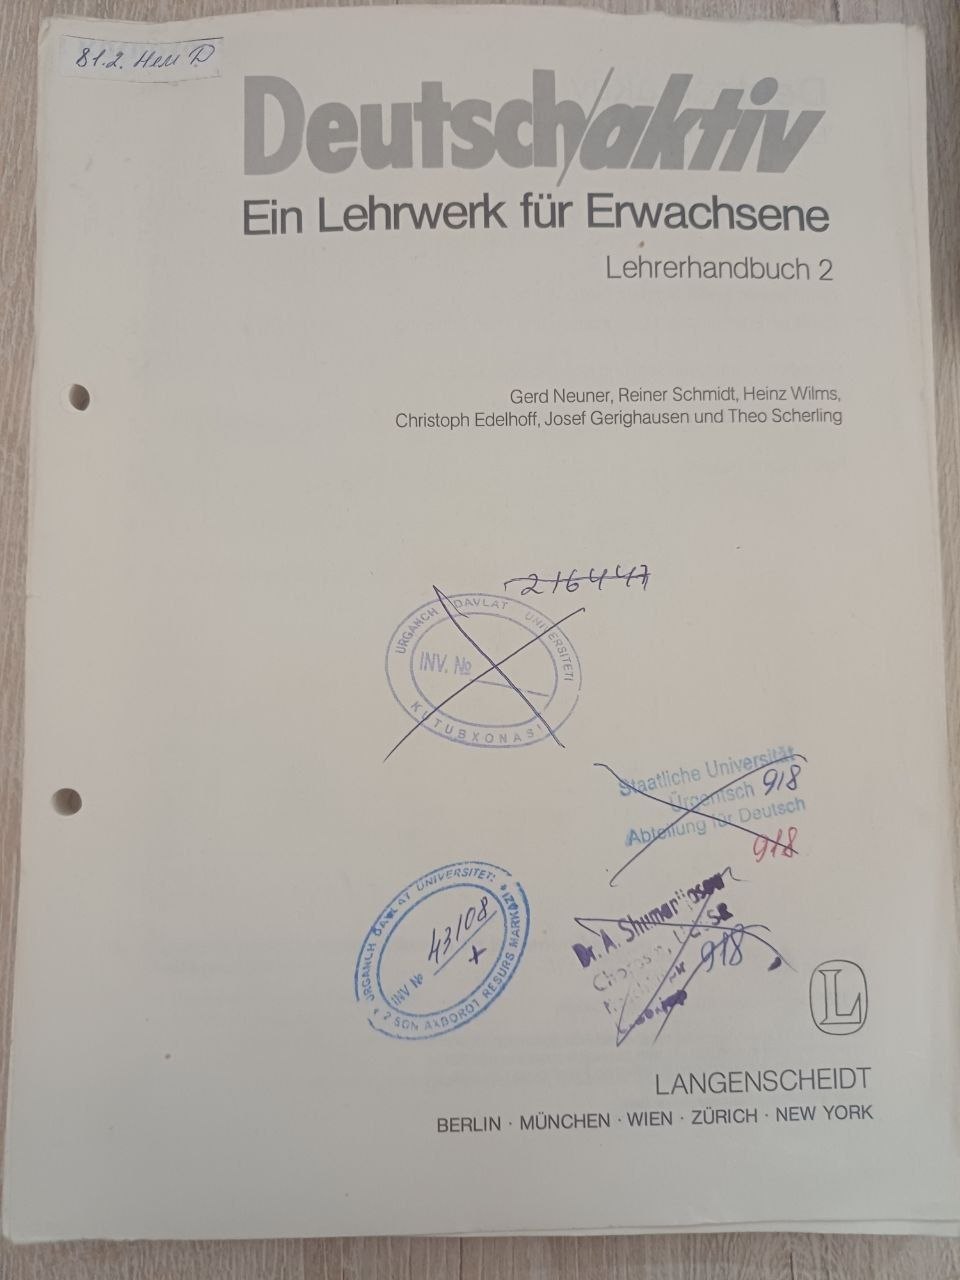 81.2. Нем D
Deutsch/aktiv
Ein Lehrwerk für Erwachsene
Lehrerhandbuch 2
Gerd Neuner, Reiner Schmidt, Heinz Wilms,
Christoph Edelhoff, Josef Gerighausen und Theo Scherling
216447
URGANCH DAVLAT UNIVERSITETI
INV. №
KUTUBXONASI
Staatliche Universität
Urgentsch 918
Abteilung für Deutsch
918
URGANCH DAVLAT UNIVERSITETI
INV № 43108
+
2 SON AXBOROT RESURS MARKAZI
Dr. A. Shumanijasow
918
L
LANGENSCHEIDT
BERLIN · MÜNCHEN · WIEN · ZÜRICH · NEW YORK